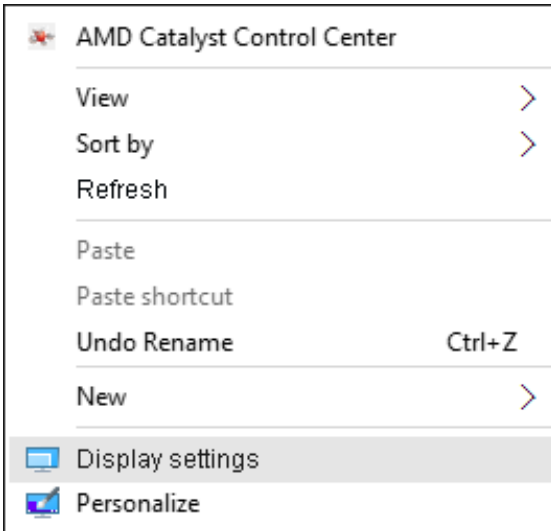 AMD Catalyst Control Center
View
Sort by
Refresh
Paste
Paste shortcut
Undo Rename Ctrl+Z
New
Display settings
Personalize